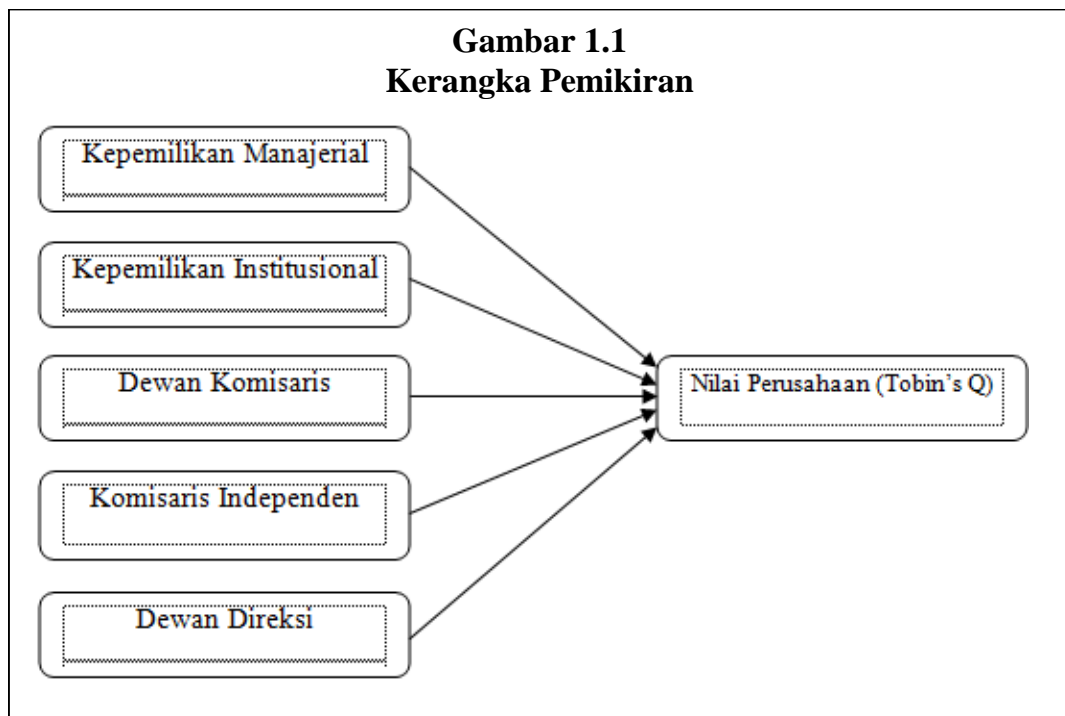 Gambar 1.1
Kerangka Pemikiran
Kepemilikan Manajerial
Kepemilikan Institusional
Dewan Komisaris
Komisaris Independen
Dewan Direksi
Nilai Perusahaan (Tobin’s Q)